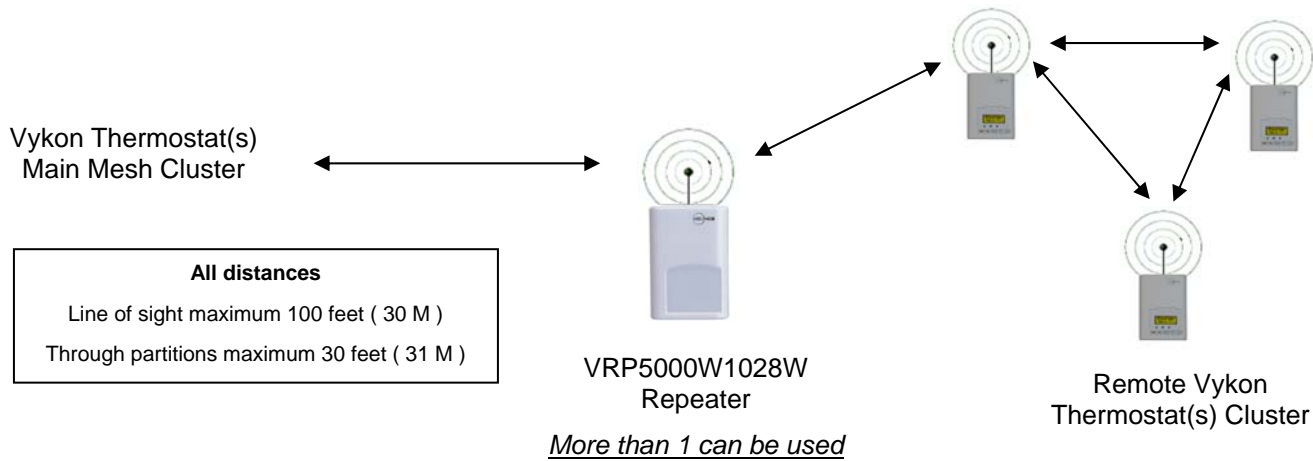 Vykon Thermostat(s)
Main Mesh Cluster
All distances
Line of sight maximum 100 feet ( 30 M )
Through partitions maximum 30 feet ( 31 M )
VRP5000W1028W
Repeater
More than 1 can be used
Remote Vykon
Thermostat(s) Cluster